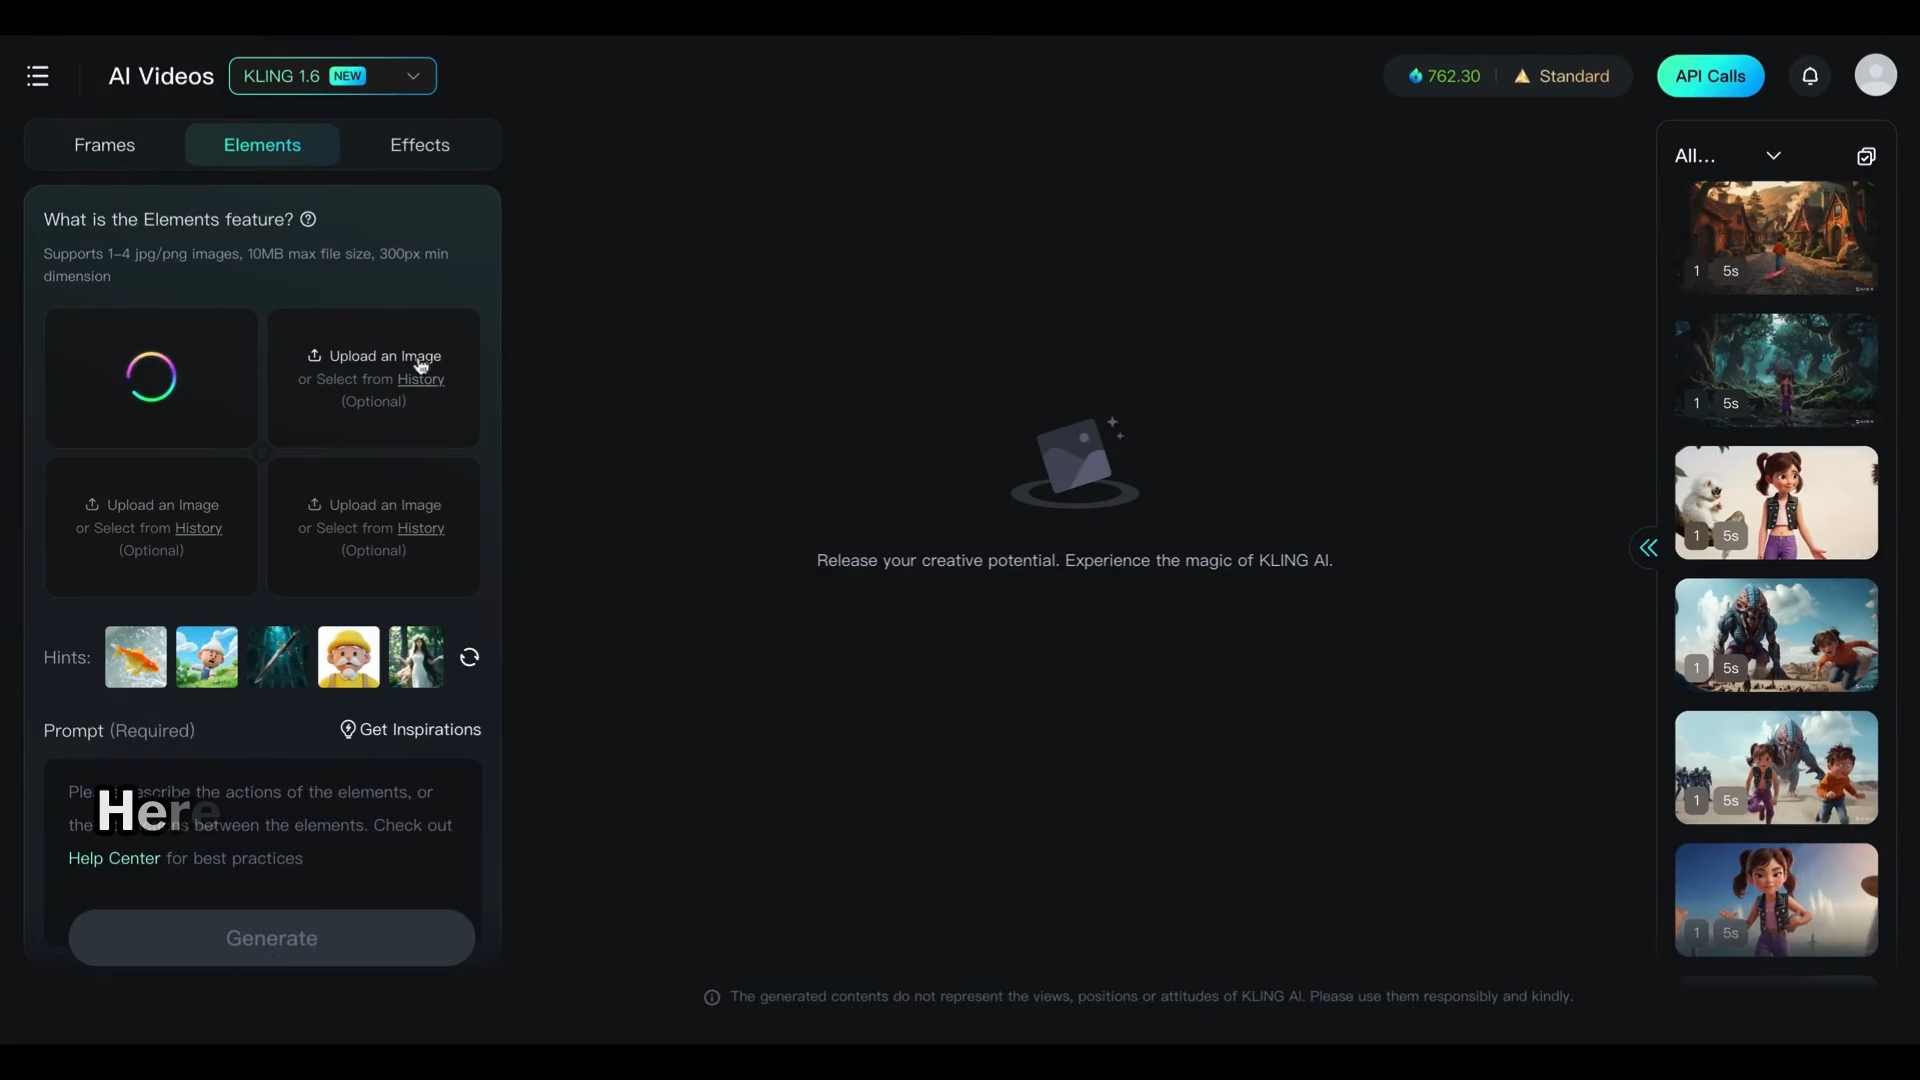 AI Videos
KLING 1.6 NEW
762.30
Standard
API Calls
Frames
Elements
Effects
All...
What is the Elements feature?
Supports 1-4 jpg/png images, 10MB max file size, 300px min
dimension
Upload an Image
or Select from History
(Optional)
Upload an Image
or Select from History
(Optional)
Upload an Image
or Select from History
(Optional)
Hints:
Prompt (Required)
Get Inspirations
describe the actions of the elements, or
the between the elements. Check out
Here
Help Center for best practices
Generate
Release your creative potential. Experience the magic of KLING AI.
1 5s
1 5s
1 5s
1 5s
1 5s
1 5s
The generated contents do not represent the views, positions or attitudes of KLING AI. Please use them responsibly and kindly.